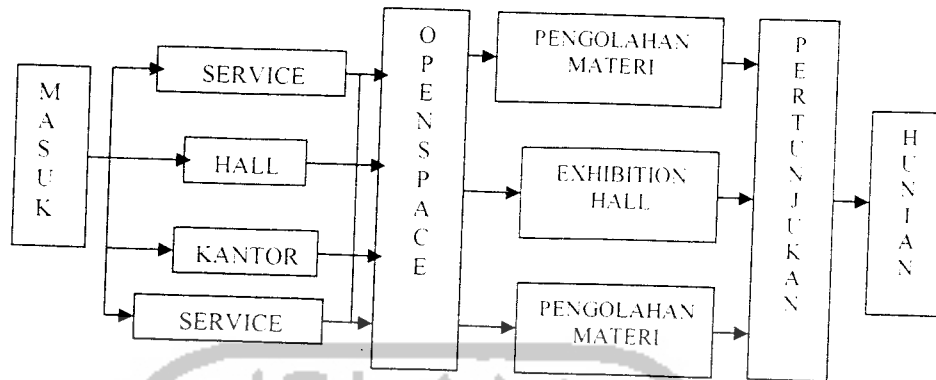 MASUK
SERVICE
HALL
KANTOR
SERVICE
OPENSPACE
PENGOLAHAN
MATERI
EXHIBITION
HALL
PENGOLAHAN
MATERI
PERTUNJUKAN
HUNIAN